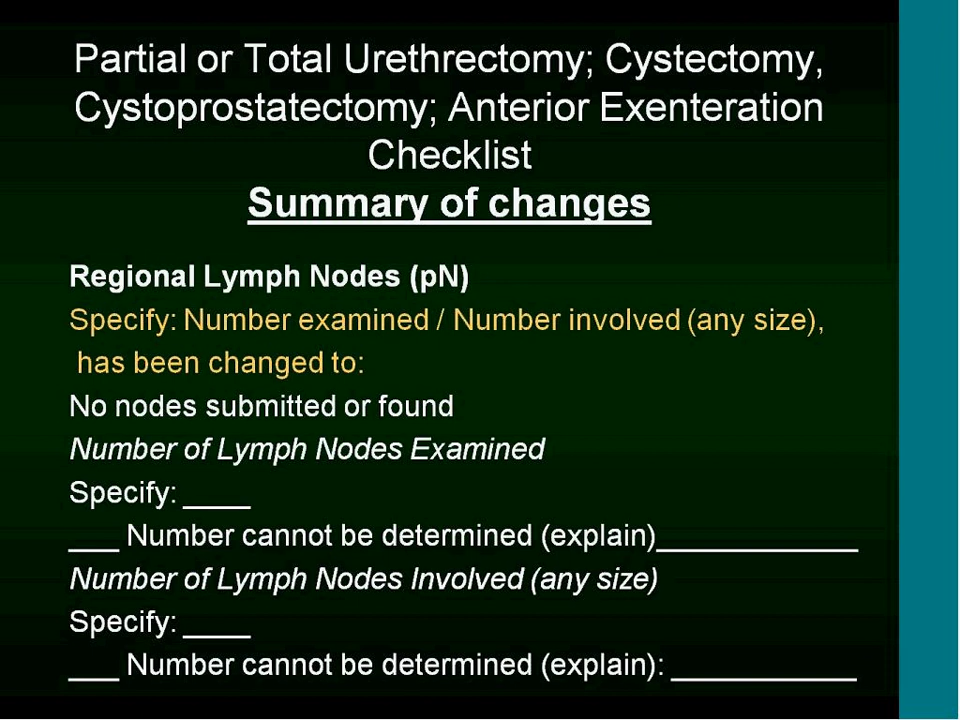 Partial or Total Urethrectomy; Cystectomy,
Cystoprostatectomy; Anterior Exenteration
Checklist
Summary of changes
Regional Lymph Nodes (pN)
Specify: Number examined / Number involved (any size),
has been changed to:
No nodes submitted or found
Number of Lymph Nodes Examined
Specify: ____
___ Number cannot be determined (explain)____________
Number of Lymph Nodes Involved (any size)
Specify: ____
___ Number cannot be determined (explain): ___________